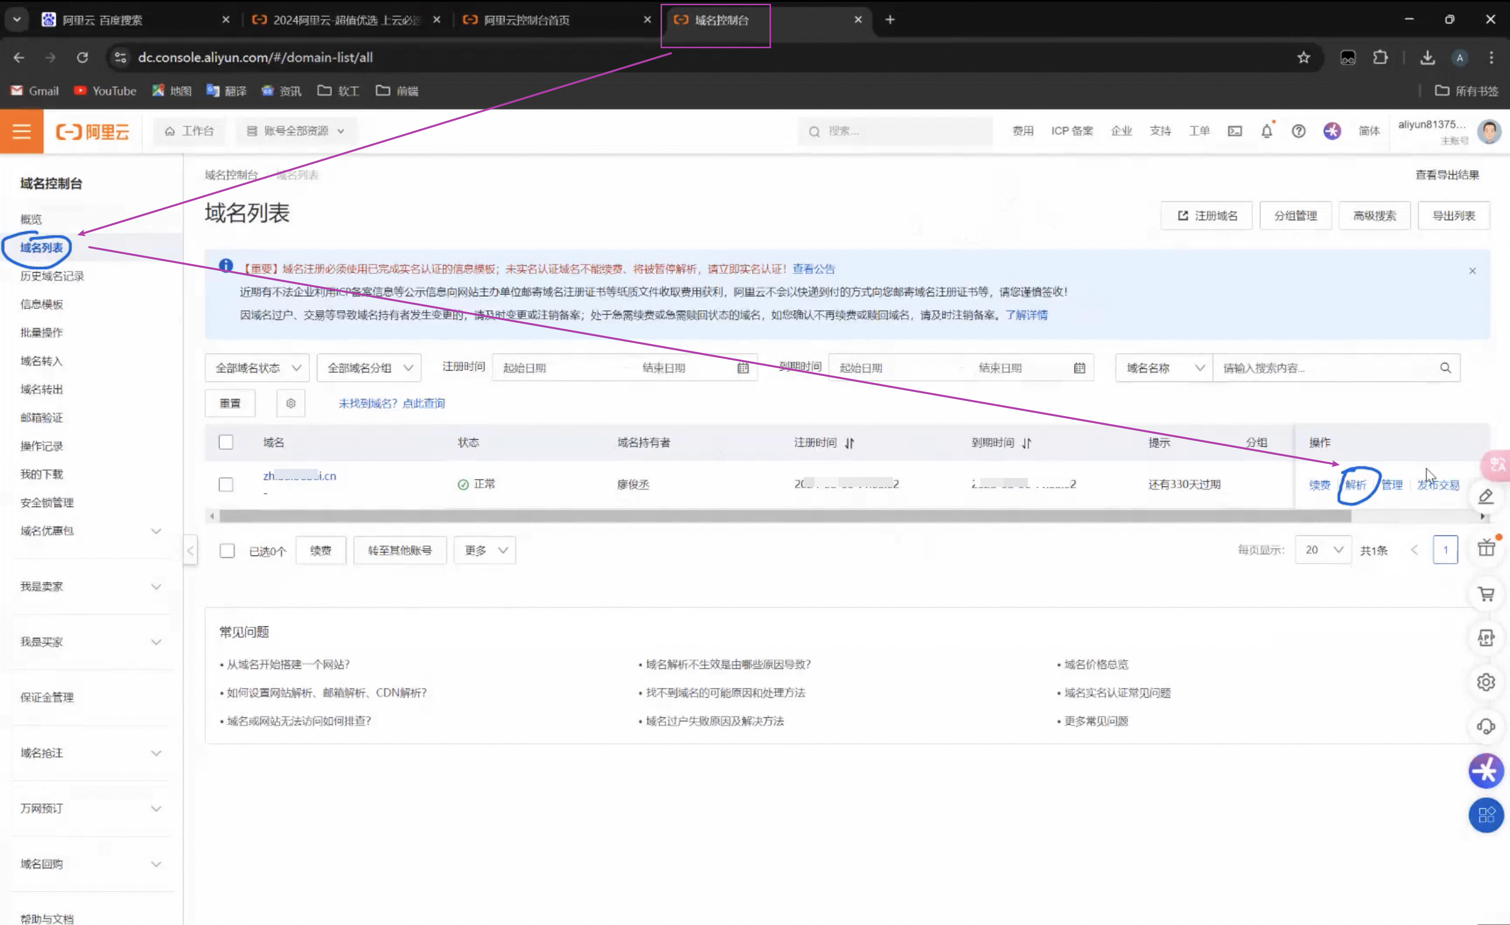 阿里云 百度搜索
2024阿里云-超值优选 上云必选
阿里云控制台首页
域名控制台
dc.console.aliyun.com/#/domain-list/all
A
Gmail
YouTube
地图
翻译
资讯
软工
前端
所有书签
阿里云
工作台
账号全部资源
搜索...
费用
ICP 备案
企业
支持
工单
简体
aliyun81375...
主账号
域名控制台
概览
域名列表
历史域名记录
信息模板
批量操作
域名转入
域名转出
邮箱验证
操作记录
我的下载
安全锁管理
域名优惠包
我是卖家
我是买家
保证金管理
域名抢注
万网预订
域名回购
帮助与文档
域名控制台
域名列表
查看导出结果
域名列表
注册域名
分组管理
高级搜索
导出列表
【重要】域名注册必须使用已完成实名认证的信息模板；未实名认证域名不能续费、将被暂停解析，请立即实名认证！ 查看公告
近期有不法企业利用ICP备案信息等公示信息向网站主办单位邮寄域名注册证书等纸质文件收取费用获利，阿里云不会以快递到付的方式向您邮寄域名注册证书等，请您谨慎签收！
因域名过户、交易等导致域名持有者发生变更的，请及时变更或注销备案；处于急需续费或急需赎回状态的域名，如您确认不再续费或赎回域名，请及时注销备案。了解详情
全部域名状态
全部域名分组
注册时间
起始日期
-
结束日期
到期时间
起始日期
-
结束日期
域名名称
请输入搜索内容...
重置
未找到域名？点此查询
域名
状态
域名持有者
注册时间
到期时间
提示
分组
操作
.cn
-
正常
廖俊丞
还有330天过期
续费
解析
管理
发布交易
已选0个
续费
转至其他账号
更多
每页显示：
20
共1条
1
常见问题
• 从域名开始搭建一个网站？
• 域名解析不生效是由哪些原因导致？
• 域名价格总览
• 如何设置网站解析、邮箱解析、CDN解析？
• 找不到域名的可能原因和处理方法
• 域名实名认证常见问题
• 域名或网站无法访问如何排查？
• 域名过户失败原因及解决方法
• 更多常见问题
API